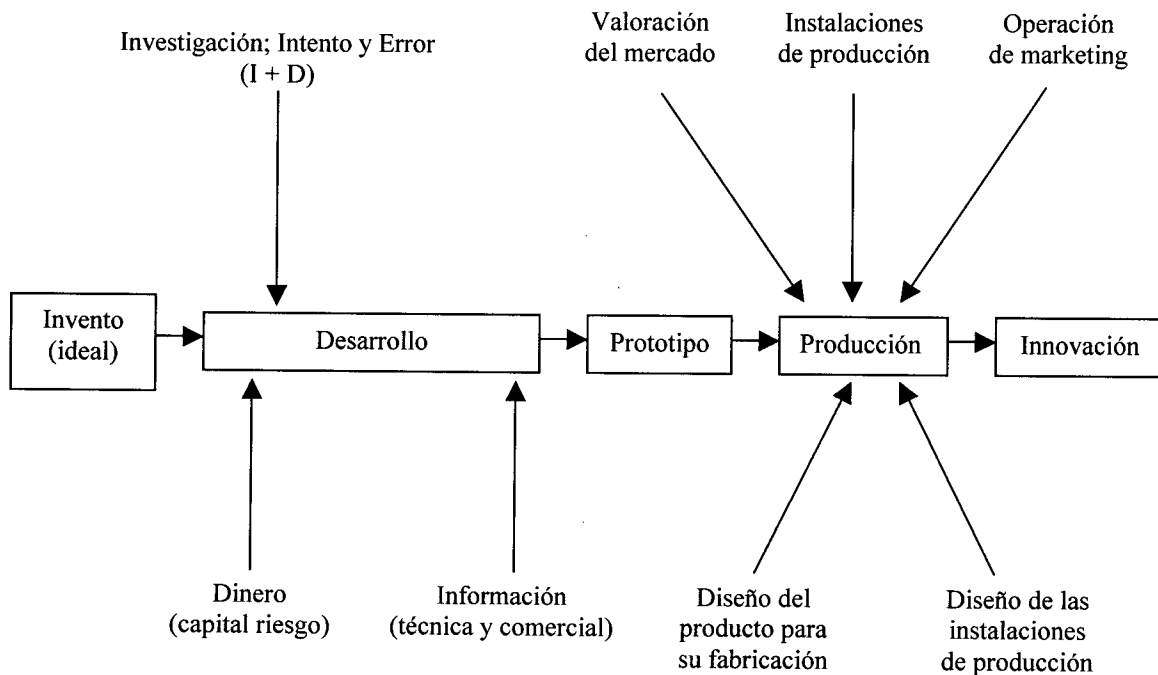 Investigación; Intento y Error
(I + D)
Valoración
del mercado
Instalaciones
de producción
Operación
de marketing
Invento
(ideal)
Desarrollo
Prototipo
Producción
Innovación
Dinero
(capital riesgo)
Información
(técnica y comercial)
Diseño del
producto para
su fabricación
Diseño de las
instalaciones
de producción